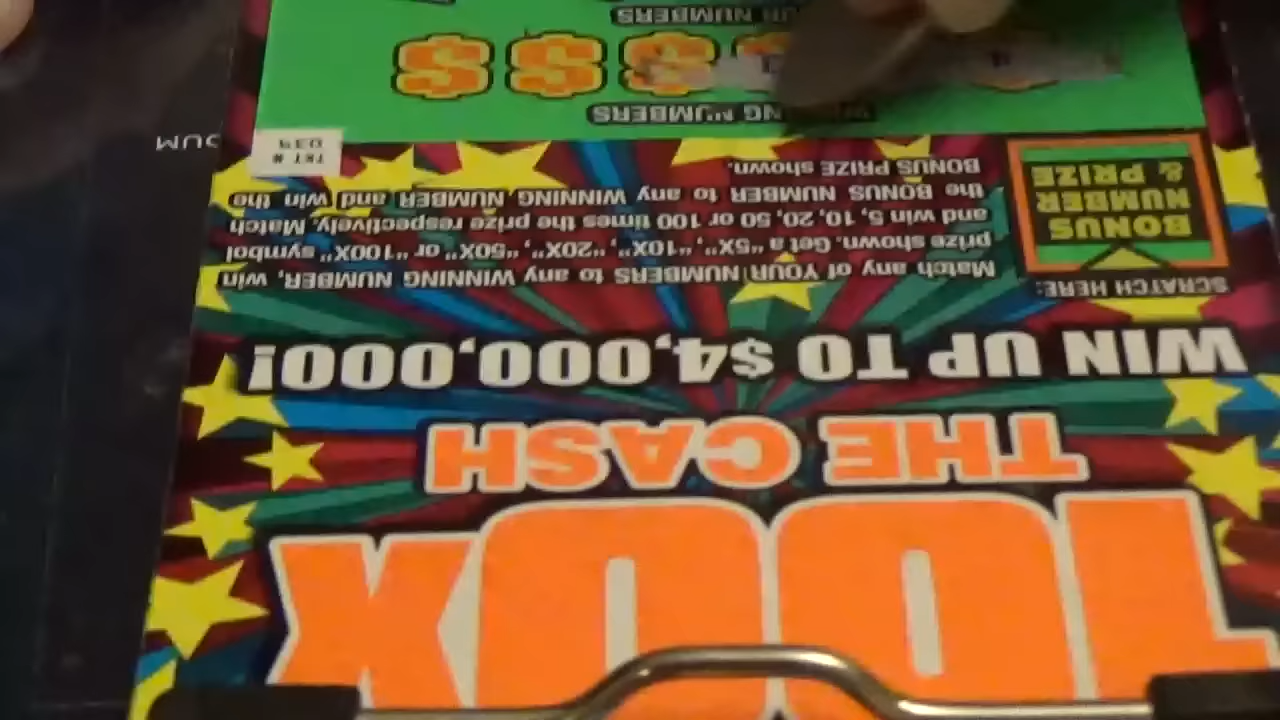 100X
THE CASH
WIN UP TO $4,000,000!
SCRATCH HERE:
BONUS
NUMBER
& PRIZE
Match any of YOUR NUMBERS to any WINNING NUMBER, win
prize shown. Get a "5X", "10X", "20X", "50X" or "100X" symbol
and win 5, 10, 20, 50 or 100 times the prize respectively. Match
the BONUS NUMBER to any WINNING NUMBER and win the
BONUS PRIZE shown.
TKT #
039
NUMBERS
$ $ $
NUMBERS